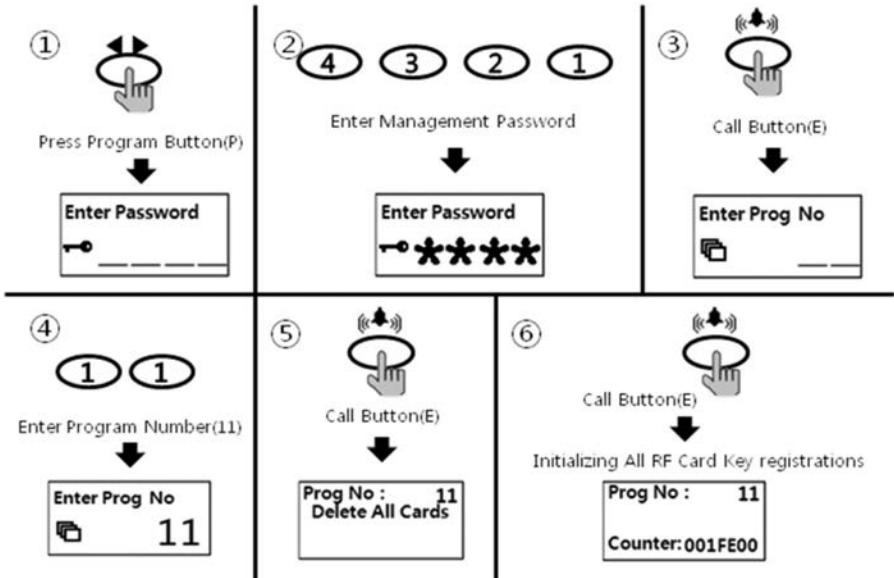 ①
Press Program Button(P)
Enter Password
②
4 3 2 1
Enter Management Password
Enter Password
③
Call Button(E)
Enter Prog No
④
1 1
Enter Program Number(11)
Enter Prog No
11
⑤
Call Button(E)
Prog No : 11
Delete All Cards
⑥
Call Button(E)
Initializing All RF Card Key registrations
Prog No : 11
Counter: 001FE00